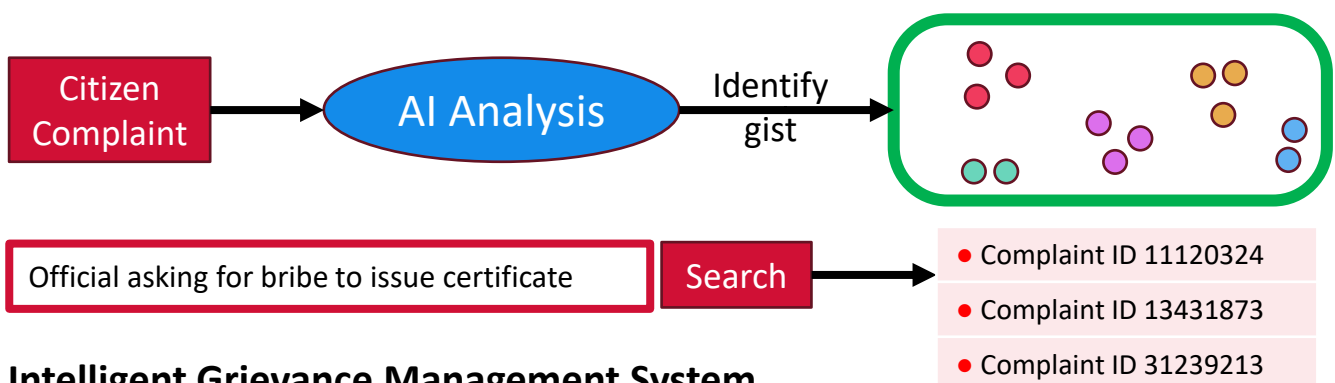 Citizen
Complaint
AI Analysis
Identify
gist
Official asking for bribe to issue certificate
Search
Complaint ID 11120324
Complaint ID 13431873
Complaint ID 31239213
Intelligent Grievance Management System